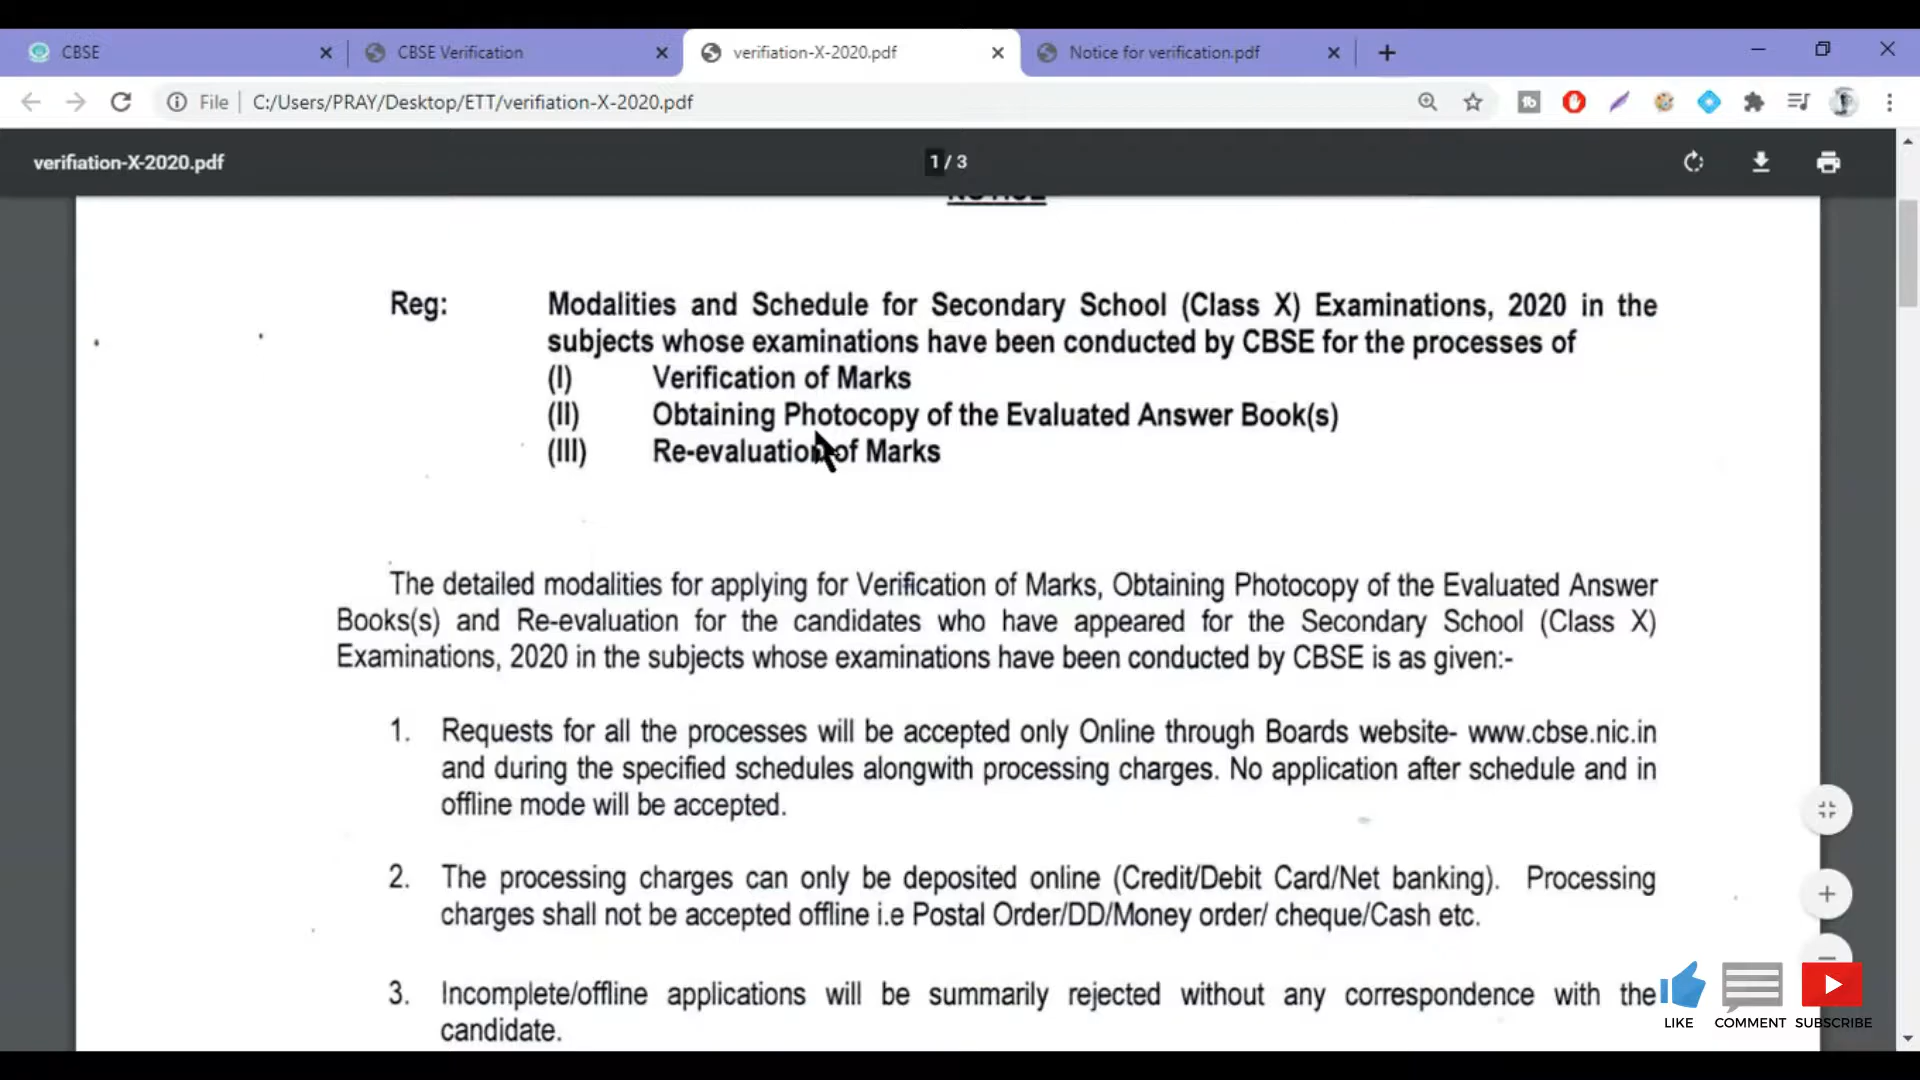 CBSE
CBSE Verification
verifiation-X-2020.pdf
Notice for verification.pdf
File
C:/Users/PRAY/Desktop/ETT/verifiation-X-2020.pdf
verifiation-X-2020.pdf
1 / 3
NOTICE
Reg: Modalities and Schedule for Secondary School (Class X) Examinations, 2020 in the
subjects whose examinations have been conducted by CBSE for the processes of
(I) Verification of Marks
(II) Obtaining Photocopy of the Evaluated Answer Book(s)
(III) Re-evaluation of Marks
The detailed modalities for applying for Verification of Marks, Obtaining Photocopy of the Evaluated Answer
Books(s) and Re-evaluation for the candidates who have appeared for the Secondary School (Class X)
Examinations, 2020 in the subjects whose examinations have been conducted by CBSE is as given:-
1. Requests for all the processes will be accepted only Online through Boards website- www.cbse.nic.in
and during the specified schedules alongwith processing charges. No application after schedule and in
offline mode will be accepted.
2. The processing charges can only be deposited online (Credit/Debit Card/Net banking). Processing
charges shall not be accepted offline i.e Postal Order/DD/Money order/ cheque/Cash etc.
3. Incomplete/offline applications will be summarily rejected without any correspondence with the
candidate.
LIKE COMMENT SUBSCRIBE